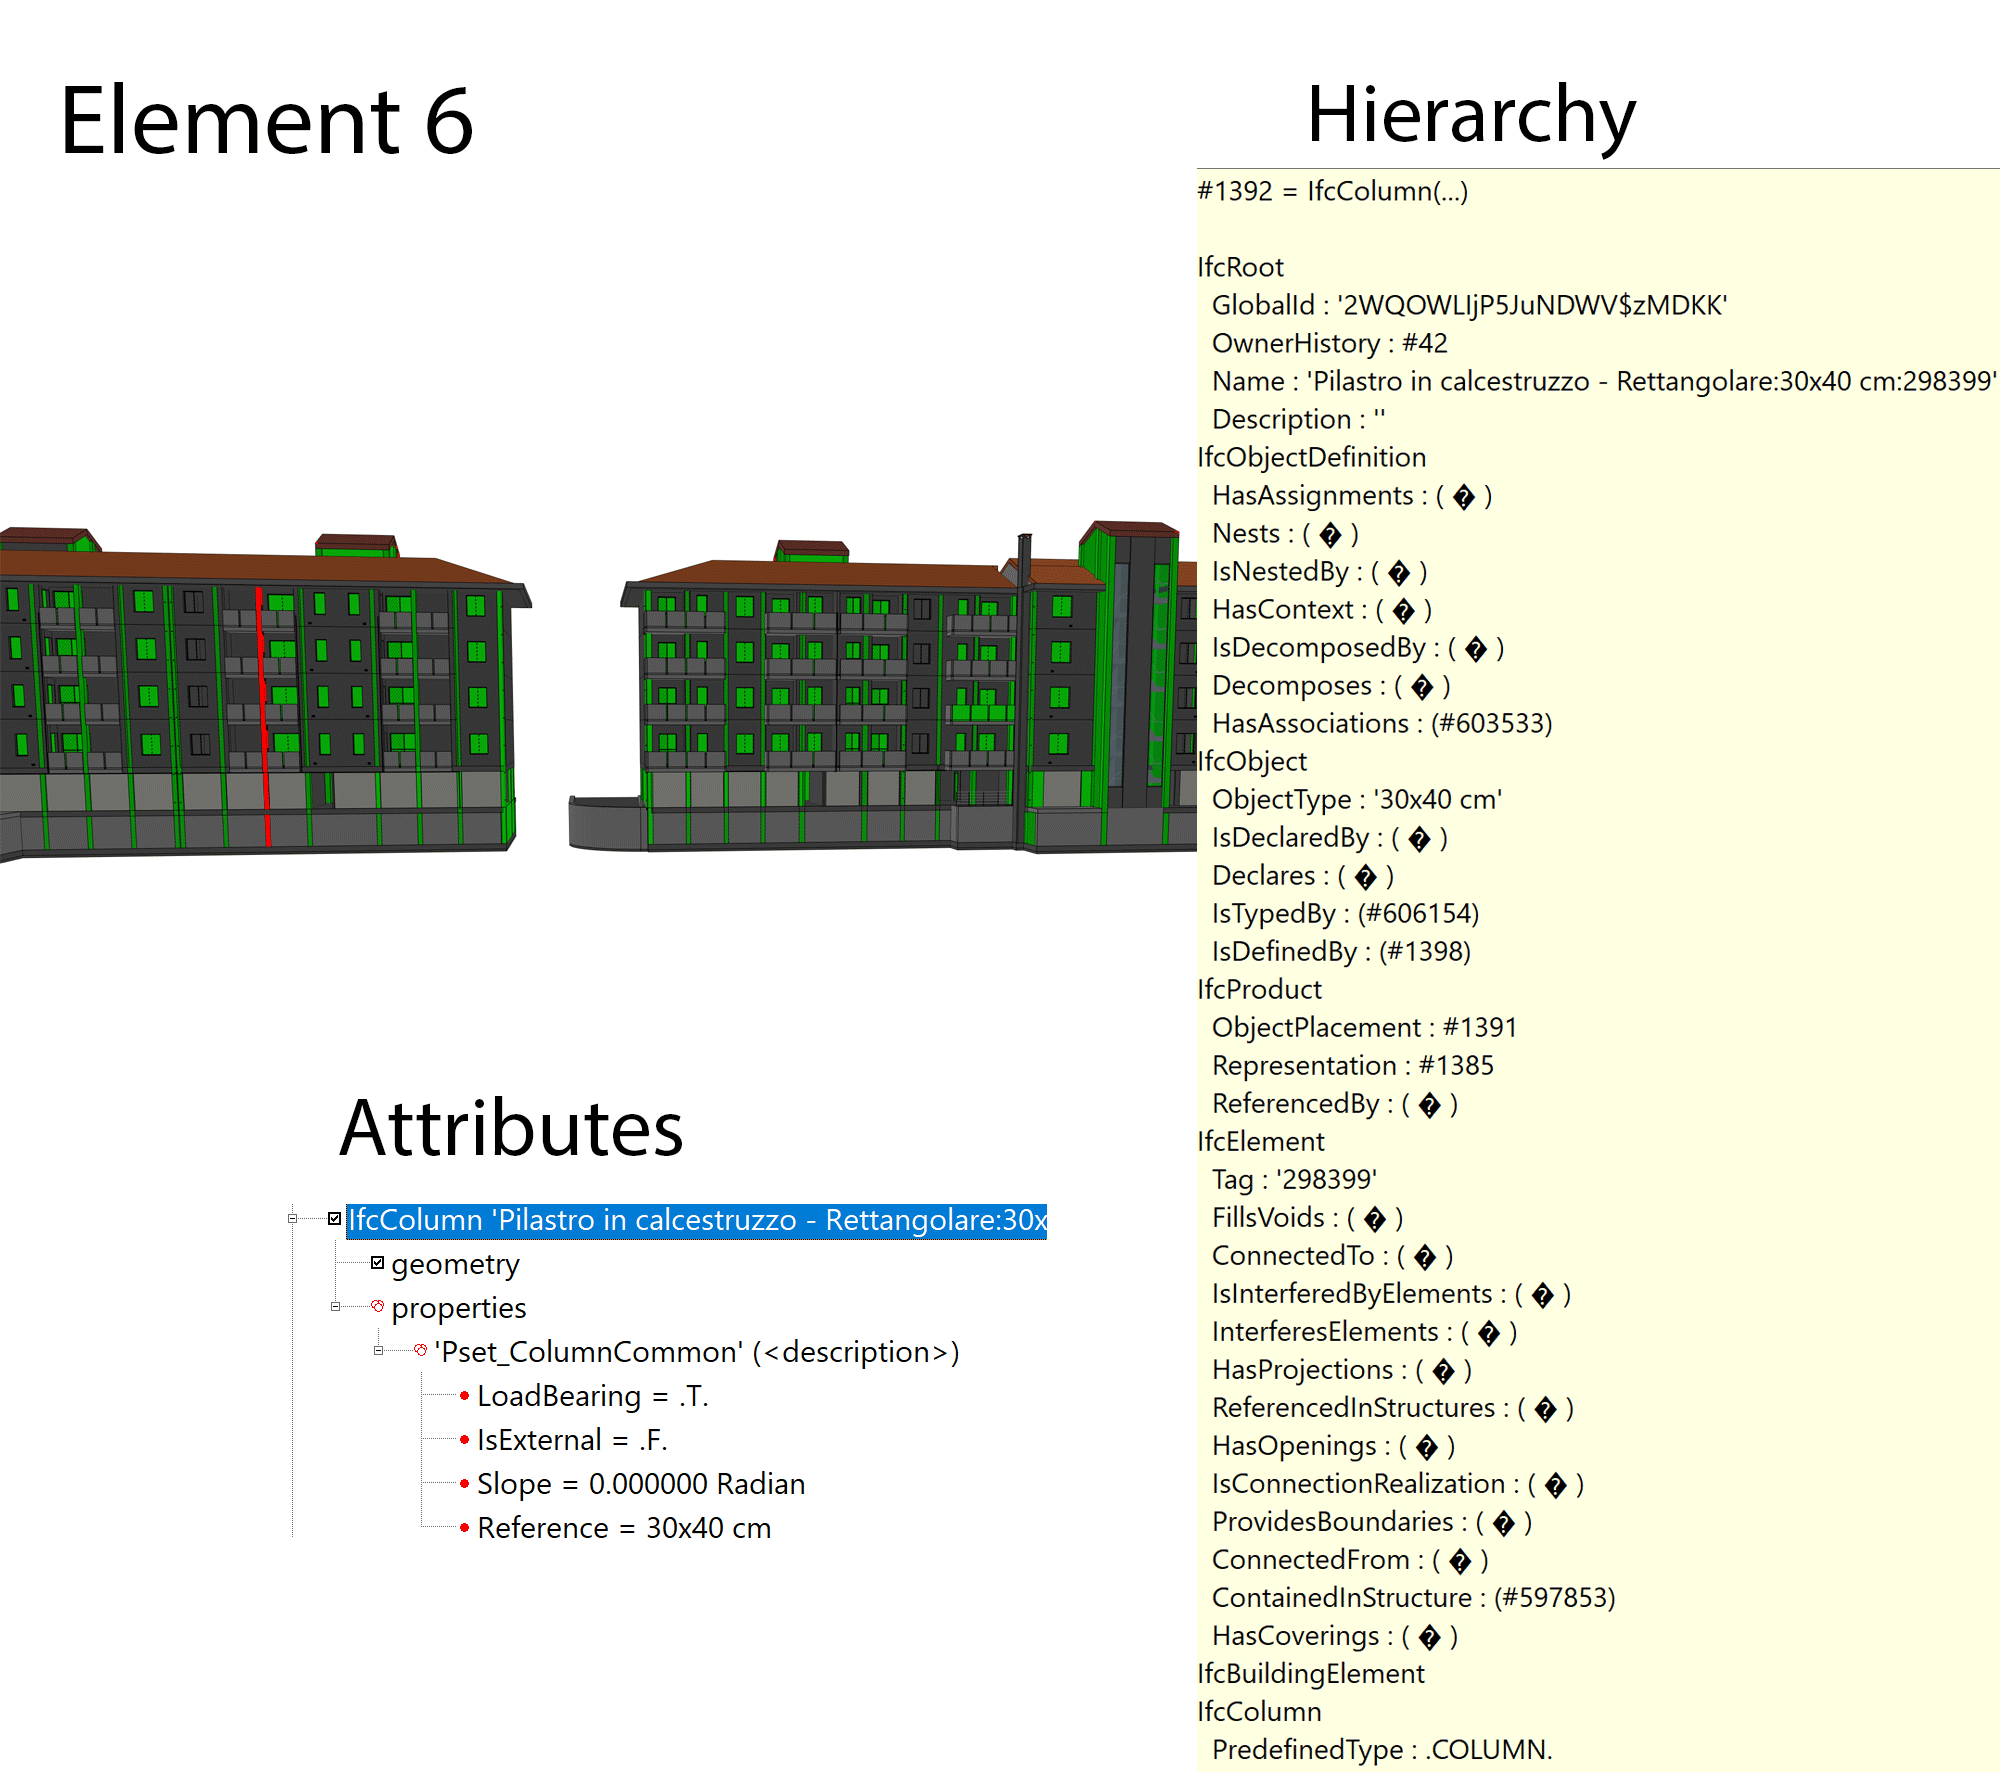 Element 6
Hierarchy
#1392 = IfcColumn(...)
IfcRoot
GlobalId : '2WQOWLIjP5JuNDWV$zMDKK'
OwnerHistory : #42
Name : 'Pilastro in calcestruzzo - Rettangolare:30x40 cm:298399'
Description : ''
IfcObjectDefinition
HasAssignments : ( � )
Nests : ( � )
IsNestedBy : ( � )
HasContext : ( � )
IsDecomposedBy : ( � )
Decomposes : ( � )
HasAssociations : (#603533)
IfcObject
ObjectType : '30x40 cm'
IsDeclaredBy : ( � )
Declares : ( � )
IsTypedBy : (#606154)
IsDefinedBy : (#1398)
IfcProduct
ObjectPlacement : #1391
Representation : #1385
ReferencedBy : ( � )
IfcElement
Tag : '298399'
FillsVoids : ( � )
ConnectedTo : ( � )
IsInterferedByElements : ( � )
InterferesElements : ( � )
HasProjections : ( � )
ReferencedInStructures : ( � )
HasOpenings : ( � )
IsConnectionRealization : ( � )
ProvidesBoundaries : ( � )
ConnectedFrom : ( � )
ContainedInStructure : (#597853)
HasCoverings : ( � )
IfcBuildingElement
IfcColumn
PredefinedType : .COLUMN.
Attributes
IfcColumn 'Pilastro in calcestruzzo - Rettangolare:30x
geometry
properties
'Pset_ColumnCommon' (<description>)
LoadBearing = .T.
IsExternal = .F.
Slope = 0.000000 Radian
Reference = 30x40 cm